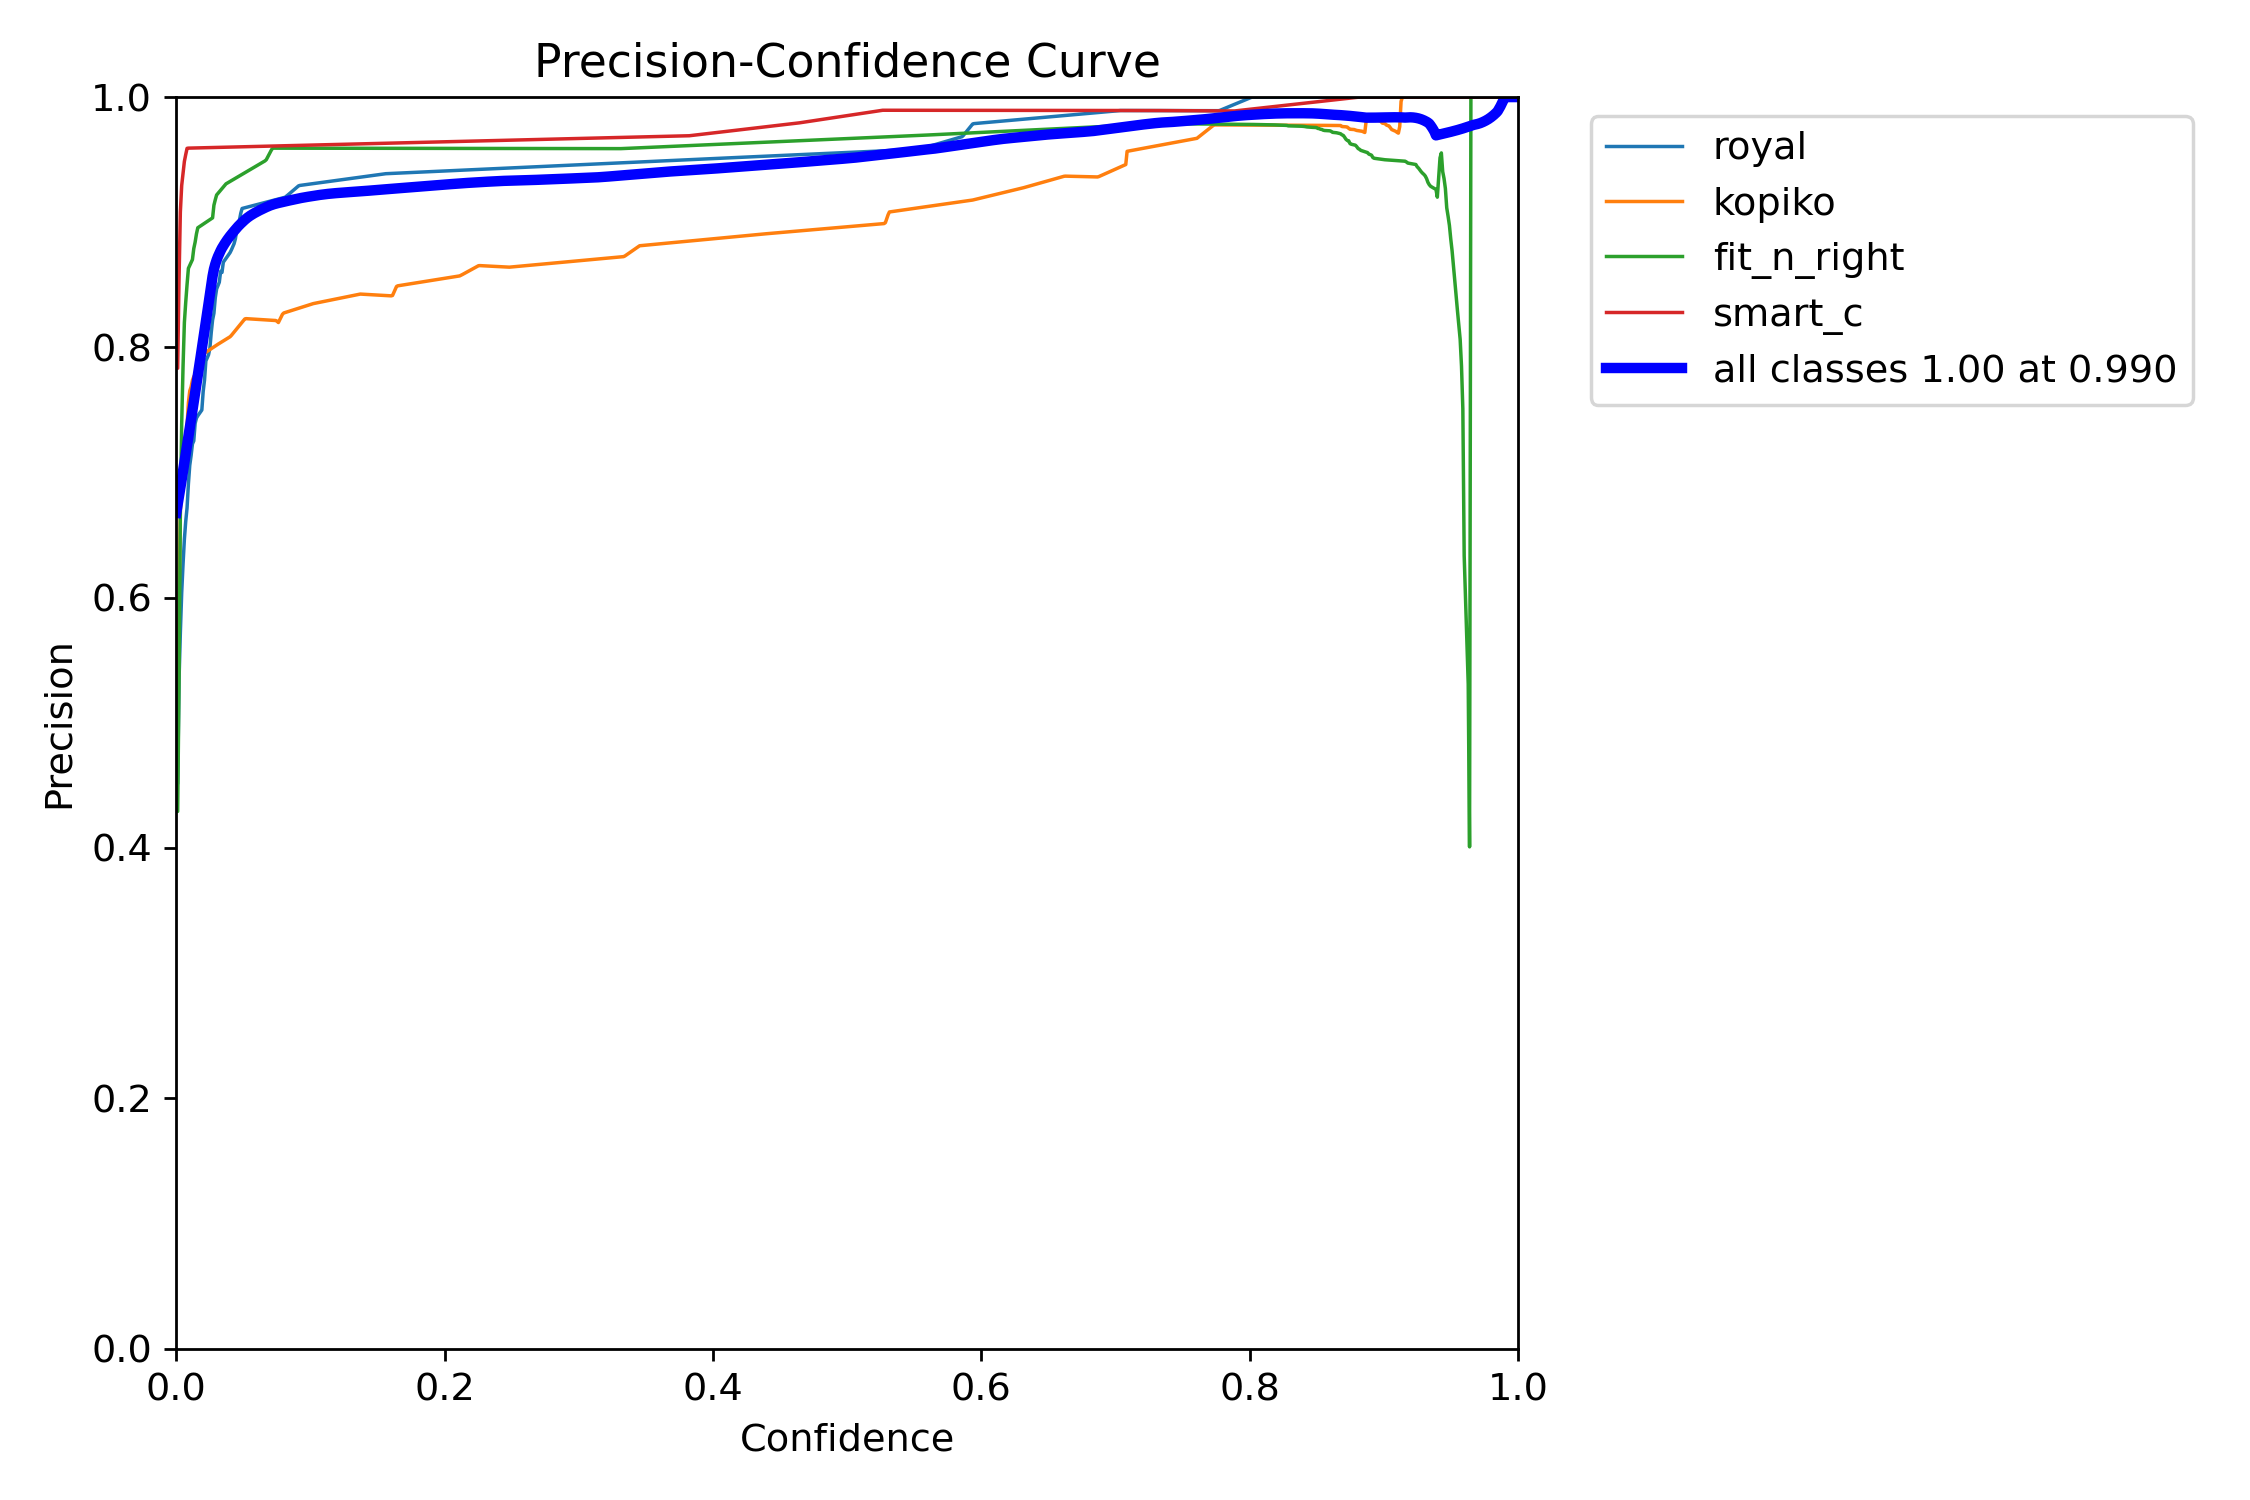 Precision-Confidence Curve
1.0
0.8
0.6
0.4
0.2
0.0
Precision
0.0 0.2 0.4 0.6 0.8 1.0
Confidence
royal
kopiko
fit_n_right
smart_c
all classes 1.00 at 0.990